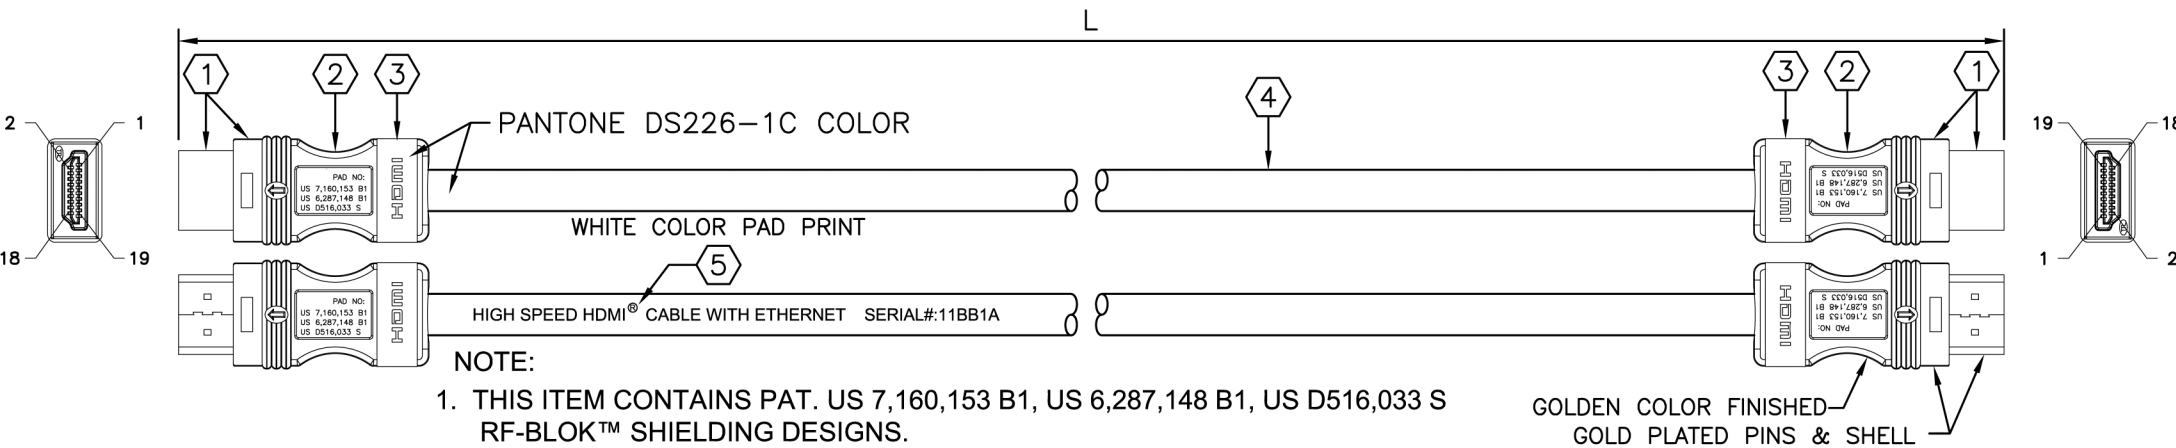 L
1
2
3
4
3
2
1
2
1
18
19
19
18
1
2
PANTONE DS226-1C COLOR
PAD NO:
US 7,160,153 B1
US 6,287,148 B1
US D516,033 S
HDMI
WHITE COLOR PAD PRINT
HDMI
PAD NO:
US 7,160,153 B1
US 6,287,148 B1
US D516,033 S
5
PAD NO:
US 7,160,153 B1
US 6,287,148 B1
US D516,033 S
HDMI
HIGH SPEED HDMI® CABLE WITH ETHERNET SERIAL#:11BB1A
HDMI
PAD NO:
US 7,160,153 B1
US 6,287,148 B1
US D516,033 S
NOTE:
1. THIS ITEM CONTAINS PAT. US 7,160,153 B1, US 6,287,148 B1, US D516,033 S
RF-BLOK™ SHIELDING DESIGNS.
GOLDEN COLOR FINISHED
GOLD PLATED PINS & SHELL